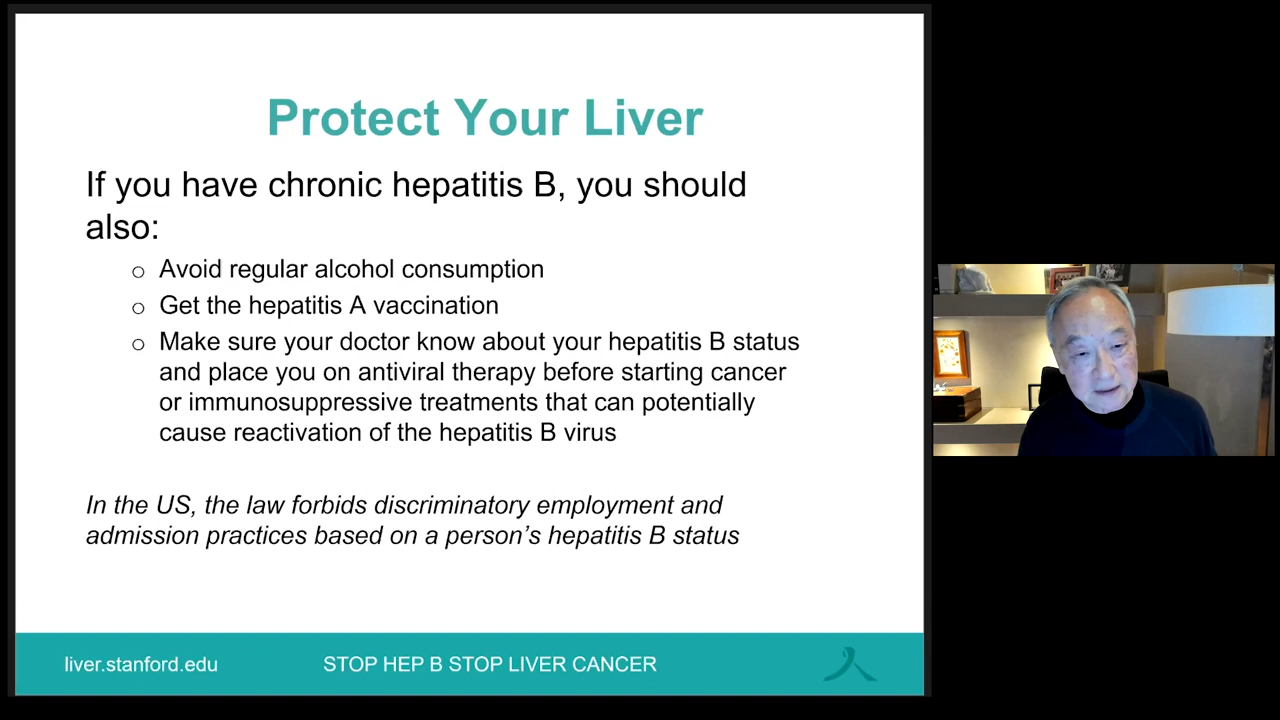 Protect Your Liver
If you have chronic hepatitis B, you should
also:
o Avoid regular alcohol consumption
o Get the hepatitis A vaccination
o Make sure your doctor know about your hepatitis B status
and place you on antiviral therapy before starting cancer
or immunosuppressive treatments that can potentially
cause reactivation of the hepatitis B virus
In the US, the law forbids discriminatory employment and
admission practices based on a person’s hepatitis B status
liver.stanford.edu STOP HEP B STOP LIVER CANCER